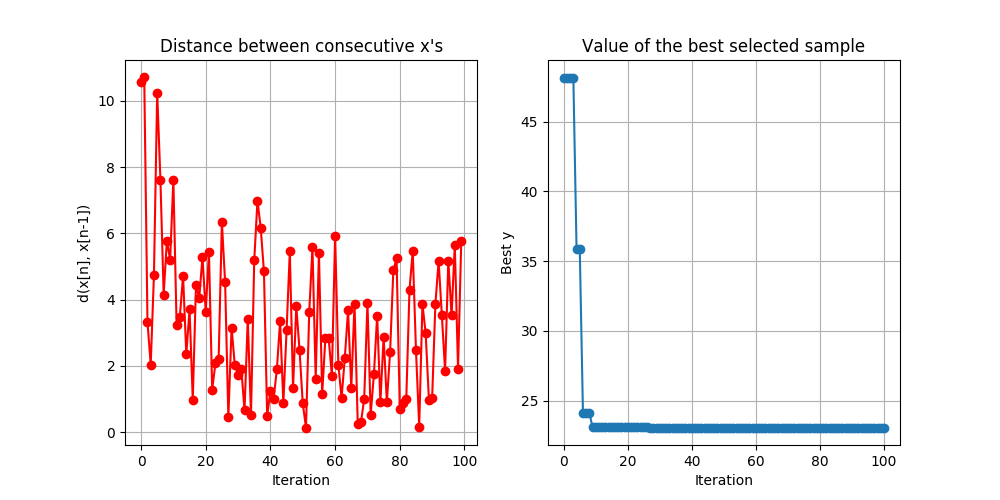 Distance between consecutive x's
d(x[n], x[n-1])
10
8
6
4
2
0
0 20 40 60 80 100
Iteration
Value of the best selected sample
Best y
45
40
35
30
25
0 20 40 60 80 100
Iteration